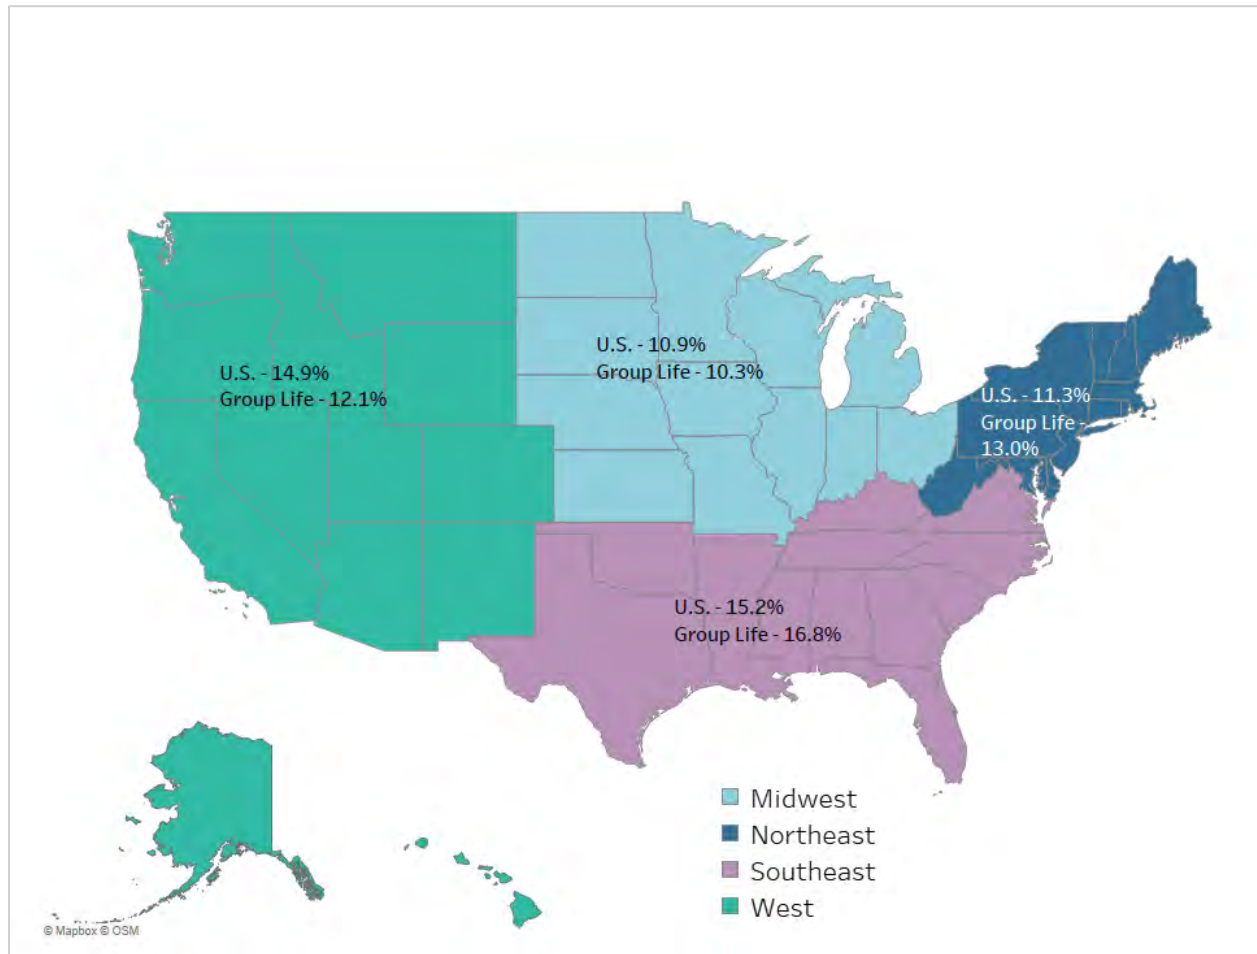 U.S. - 14.9%
Group Life - 12.1%
U.S. - 10.9%
Group Life - 10.3%
U.S. - 11.3%
Group Life -
13.0%
U.S. - 15.2%
Group Life - 16.8%
Midwest
Northeast
Southeast
West
© Mapbox © OSM